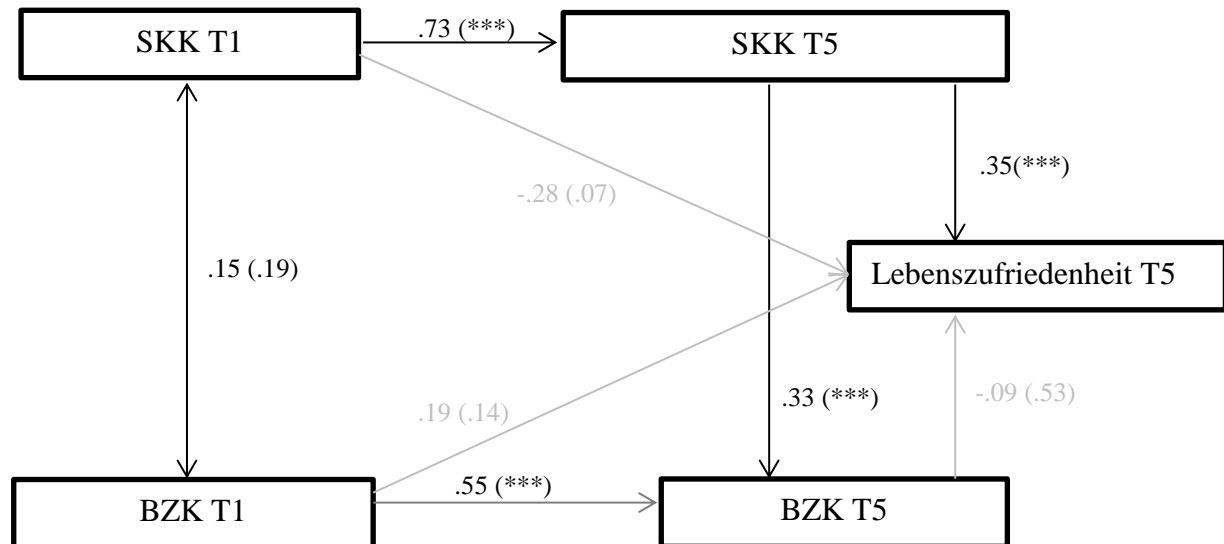 SKK T1
.73 (***)
SKK T5
-.28 (.07)
.35(***)
.15 (.19)
Lebenszufriedenheit T5
.19 (.14)
.33 (***)
-.09 (.53)
BZK T1
.55 (***)
BZK T5